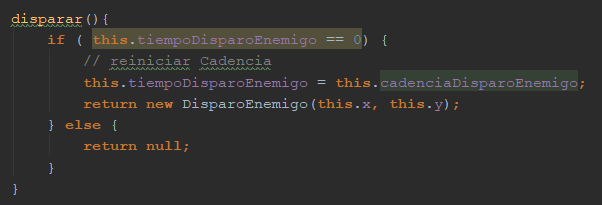 disparar(){
    if ( this.tiempoDisparoEnemigo == 0) {
        // reiniciar Cadencia
        this.tiempoDisparoEnemigo = this.cadenciaDisparoEnemigo;
        return new DisparoEnemigo(this.x, this.y);
    } else {
        return null;
    }
}